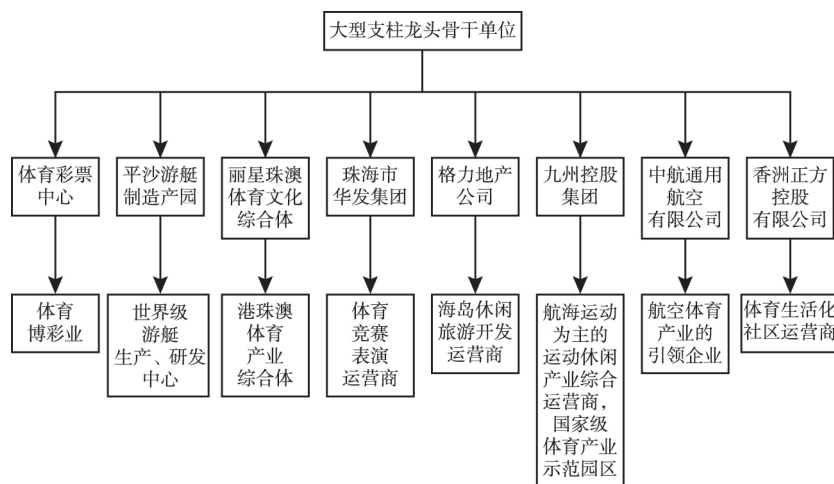 大型支柱龙头骨干单位
体育彩票
中心
平沙游艇
制造产园
丽星珠澳
体育文化
综合体
珠海市
华发集团
格力地产
公司
九州控股
集团
中航通用
航空
有限公司
香洲正方
控股
有限公司
体育
博彩业
世界级
游艇
生产、研发
中心
港珠澳
体育
产业
综合体
体育
竞赛
表演
运营商
海岛休闲
旅游开发
运营商
航海运动
为主的
运动休闲
产业综合
运营商，
国家级
体育产业
示范园区
航空体育
产业的
引领企业
体育生活化
社区运营商